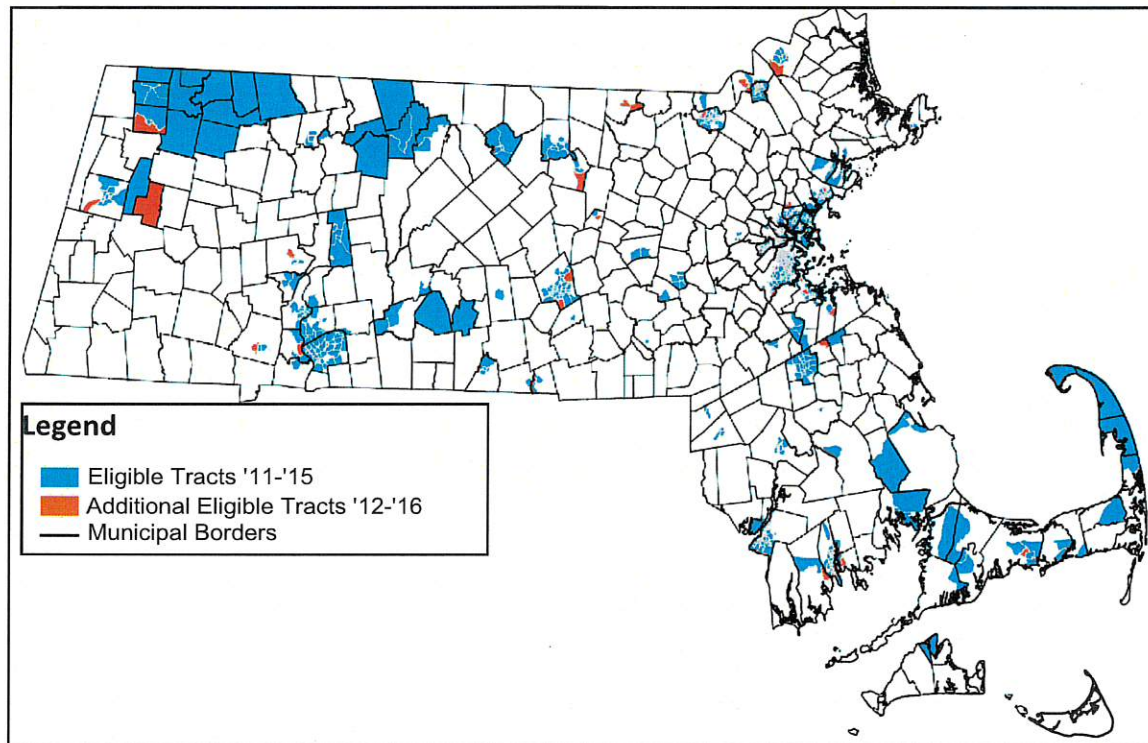 Legend
Eligible Tracts '11-'15
Additional Eligible Tracts '12-'16
Municipal Borders